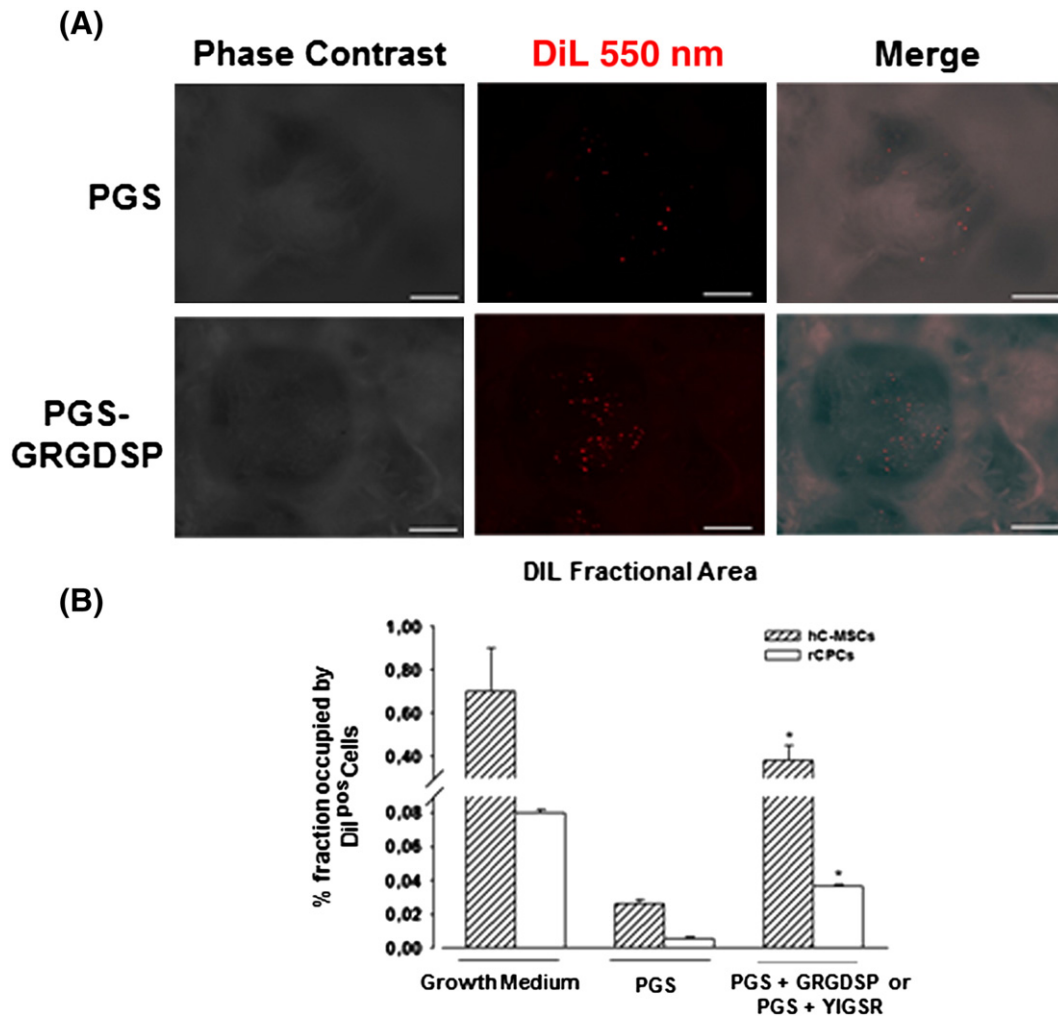 (A)
Phase Contrast
DiL 550 nm
Merge
PGS
PGS-
GRGDSP
(B)
DIL Fractional Area
% fraction occupied by
Dil pos Cells
1,00
0,80
0,60
0,40
0,08
0,06
0,04
0,02
0,00
hC-MSCs
rCPCs
*
*
Growth Medium
PGS
PGS + GRGDSP or
PGS + YIGSR